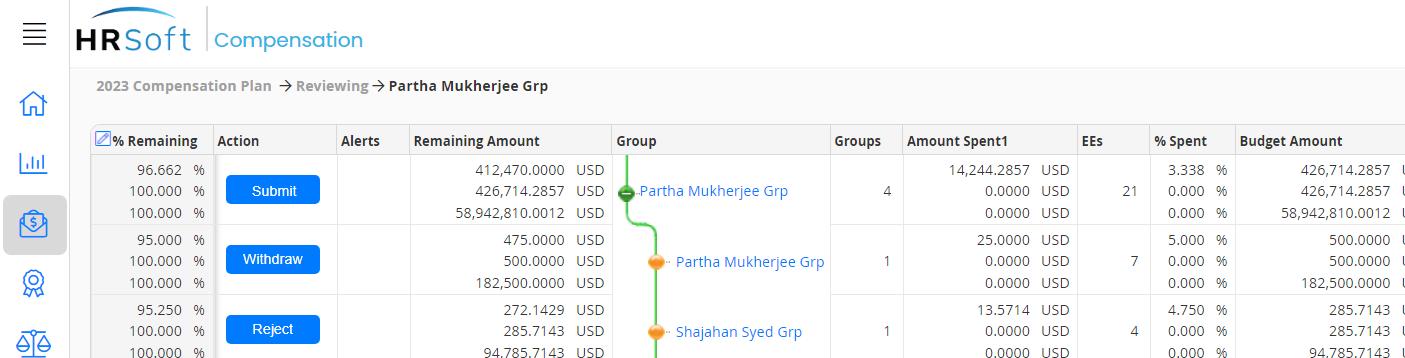 HRSoft Compensation
2023 Compensation Plan → Reviewing → Partha Mukherjee Grp
% Remaining Action Alerts Remaining Amount Group Groups Amount Spent1 EEs % Spent Budget Amount
96.662 % 412,470.0000 USD 14,244.2857 USD 3.338 % 426,714.2857
100.000 % Submit 426,714.2857 USD Partha Mukherjee Grp 4 0.0000 USD 21 0.000 % 426,714.2857
100.000 % 58,942,810.0012 USD 0.0000 USD 0.000 % 58,942,810.0012
95.000 % 475.0000 USD 25.0000 USD 5.000 % 500.0000
100.000 % Withdraw 500.0000 USD Partha Mukherjee Grp 1 0.0000 USD 7 0.000 % 500.0000
100.000 % 182,500.0000 USD 0.0000 USD 0.000 % 182,500.0000
95.250 % 272.1429 USD 13.5714 USD 4.750 % 285.7143
100.000 % Reject 285.7143 USD Shajahan Syed Grp 1 0.0000 USD 4 0.000 % 285.7143
100.000 % 94,785.7143 USD 0.0000 USD 0.000 % 94,785.7143